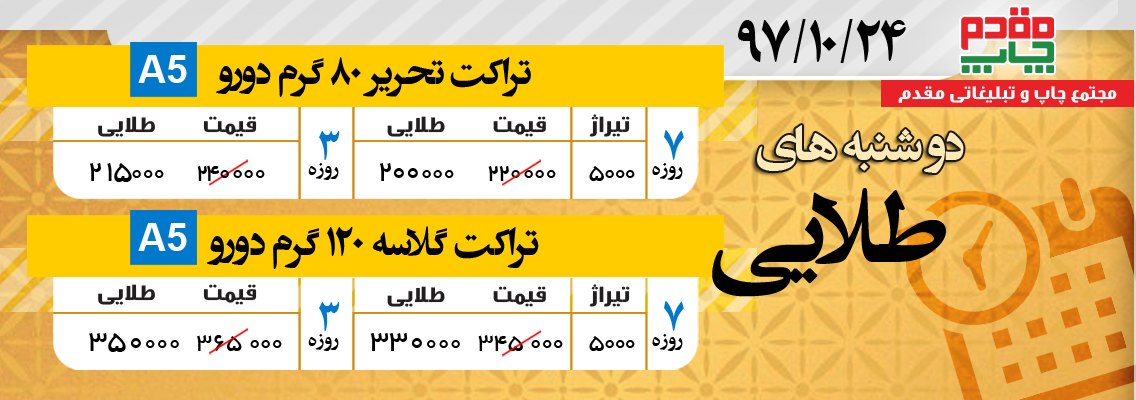 مقدم
چاپ
مجتمع چاپ و تبلیغاتی مقدم
۹۷/۱۰/۲۴
دوشنبه های
طلایی
تراکت تحریر ۸۰ گرم دورو A5
۷ روزه تیراژ قیمت طلایی ۳ روزه قیمت طلایی
۵۰۰۰ ۲۲۰۰۰۰ ۲۰۰۰۰۰ ۲۴۰۰۰۰ ۲۱۵۰۰۰
تراکت گلاسه ۱۲۰ گرم دورو A5
۷ روزه تیراژ قیمت طلایی ۳ روزه قیمت طلایی
۵۰۰۰ ۳۴۵۰۰۰ ۳۳۰۰۰۰ ۳۶۵۰۰۰ ۳۵۰۰۰۰